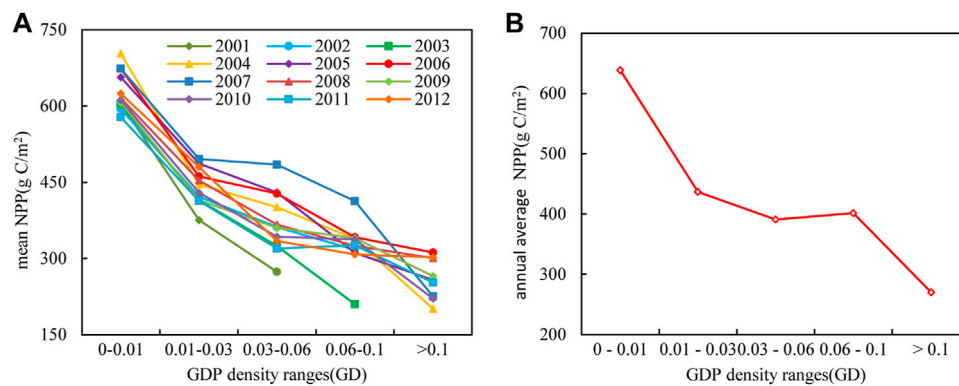 A
mean NPP(g C/m²)
750
600
450
300
150
2001 2002 2003
2004 2005 2006
2007 2008 2009
2010 2011 2012
0-0.01 0.01-0.03 0.03-0.06 0.06-0.1 >0.1
GDP density ranges(GD)
B
annual average NPP(g C/m²)
700
600
500
400
300
200
0 - 0.01 0.01 - 0.030.03 - 0.06 0.06 - 0.1 > 0.1
GDP density ranges(GD)